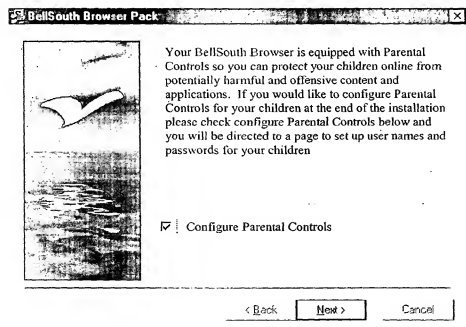 BellSouth Browser Pack
Your BellSouth Browser is equipped with Parental
Controls so you can protect your children online from
potentially harmful and offensive content and
applications. If you would like to configure Parental
Controls for your children at the end of the installation
please check configure Parental Controls below and
you will be directed to a page to set up user names and
passwords for your children
Configure Parental Controls
< Back
Next >
Cancel